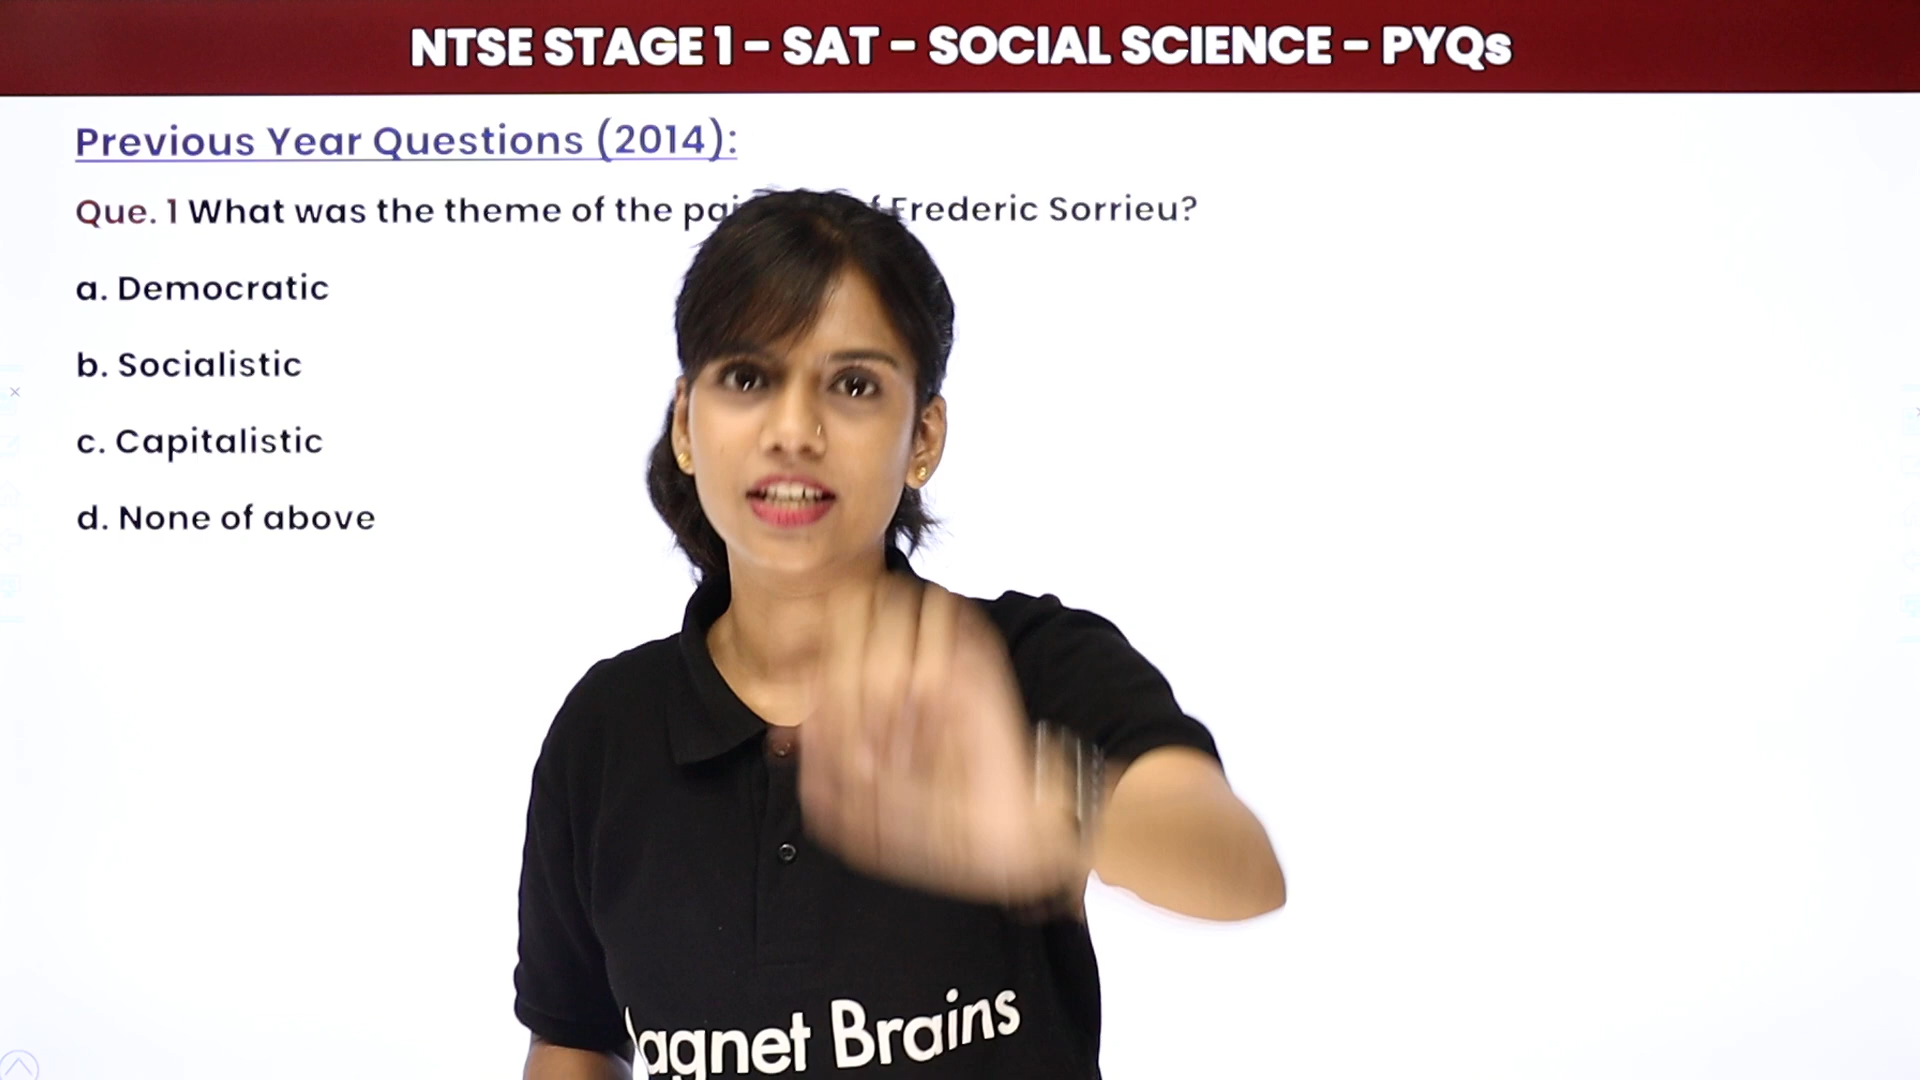 NTSE STAGE 1 - SAT - SOCIAL SCIENCE - PYQs
Previous Year Questions (2014):
Que. 1 What was the theme of the Frederic Sorrieu?
a. Democratic
b. Socialistic
c. Capitalistic
d. None of above
agnet Brains